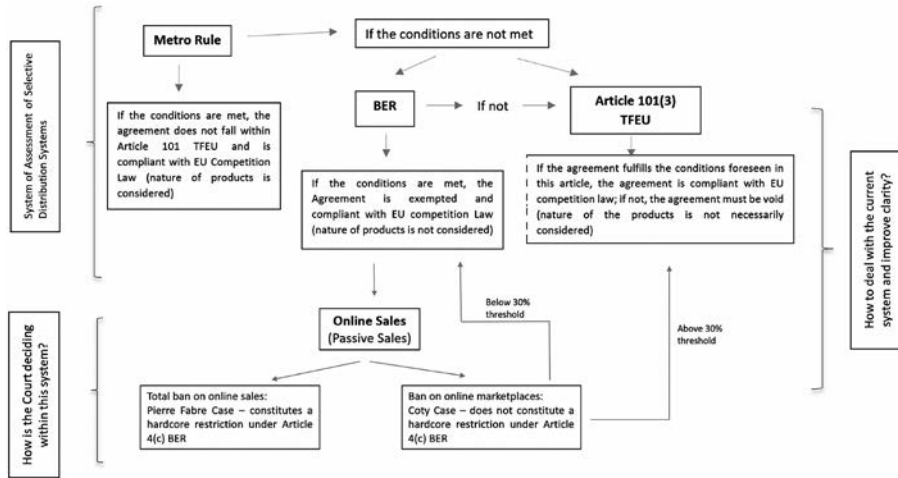 System of Assessment of Selective
Distribution Systems
Metro Rule
If the conditions are not met
If the conditions are met, the
agreement does not fall within
Article 101 TFEU and is
compliant with EU Competition
Law (nature of products is
considered)
BER
If not
Article 101(3)
TFEU
If the conditions are met, the
Agreement is exempted and
compliant with EU competition Law
(nature of products is not considered)
If the agreement fulfills the conditions foreseen in
this article, the agreement is compliant with EU
competition law; if not, the agreement must be void
(nature of the products is not necessarily
considered)
How to deal with the current
system and improve clarity?
How is the Court deciding
within this system?
Online Sales
(Passive Sales)
Below 30%
threshold
Above 30%
threshold
Total ban on online sales:
Pierre Fabre Case – constitutes a
hardcore restriction under Article
4(c) BER
Ban on online marketplaces:
Coty Case – does not constitute a
hardcore restriction under Article
4(c) BER